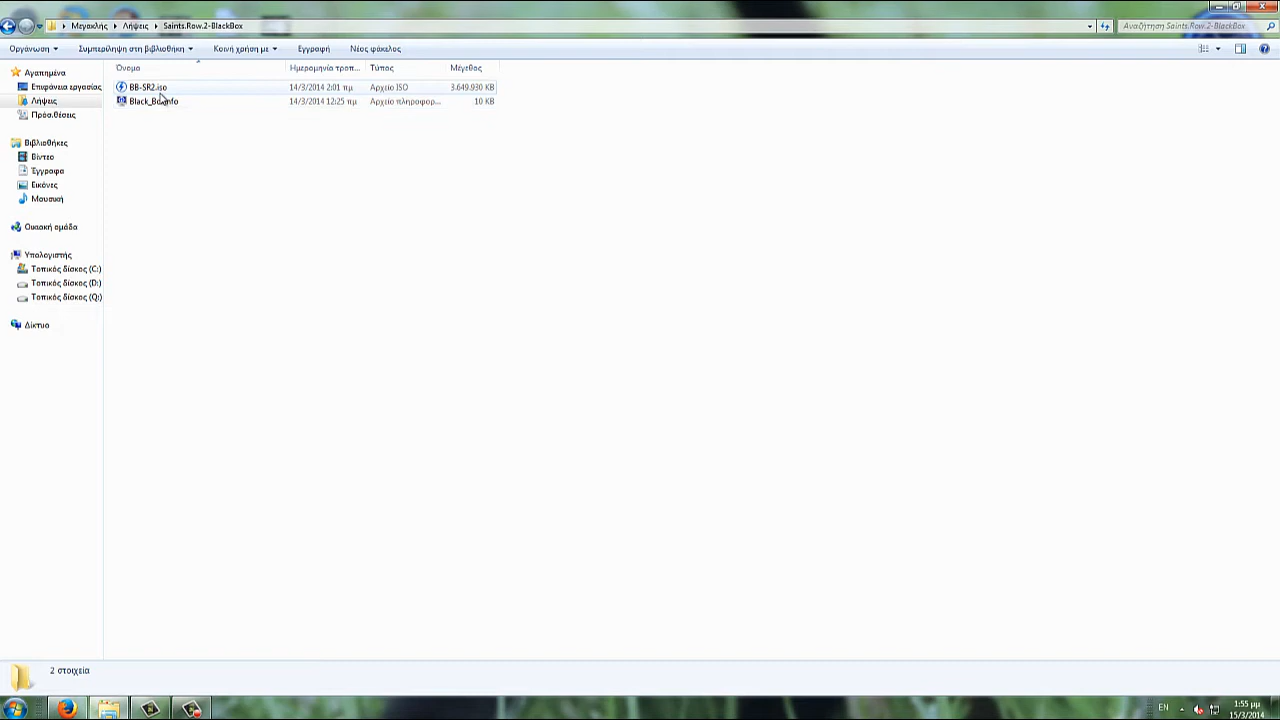 Μεγακλής ▸ Λήψεις ▸ Saints.Row.2-BlackBox
Αναζήτηση Saints.Row.2-BlackBox
Οργάνωση Συμπερίληψη στη βιβλιοθήκη Κοινή χρήση με Εγγραφή Νέος φάκελος
Όνομα Ημερομηνία τροπ... Τύπος Μέγεθος
BB-SR2.iso 14/3/2014 2:01 πμ Αρχείο ISO 3.649.930 KB
14/3/2014 12:25 πμ Αρχείο πληροφορ... 10 KB
Αγαπημένα
Επιφάνεια εργασίας
Λήψεις
Πρόσ.θέσεις
Βιβλιοθήκες
Βίντεο
Έγγραφα
Εικόνες
Μουσική
Οικιακή ομάδα
Υπολογιστής
Τοπικός δίσκος (C:)
Τοπικός δίσκος (D:)
Τοπικός δίσκος (Q:)
Δίκτυο
2 στοιχεία
EN
1:55 μμ
15/3/2014